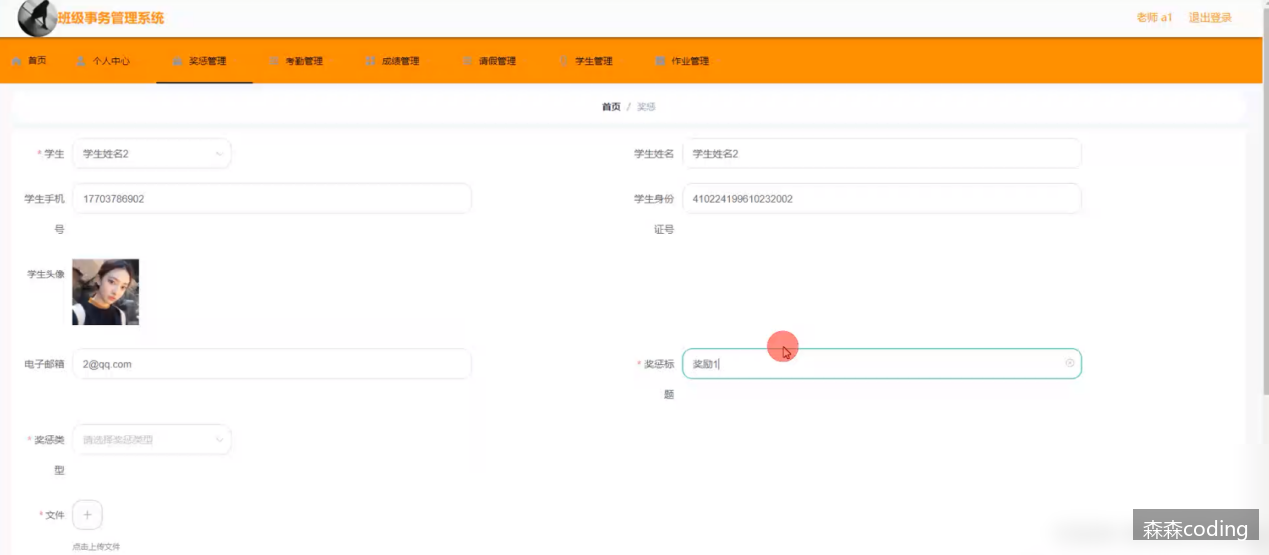 班级事务管理系统
老师 a1 退出登录
首页 个人中心 奖惩管理 考勤管理 成绩管理 请假管理 学生管理 作业管理
首页 / 奖惩
* 学生 学生姓名2
学生姓名 学生姓名2
学生手机号 17703786902
学生身份证号 410224199610232002
学生头像
电子邮箱 2@qq.com
* 奖惩标题 奖励1
* 奖惩类型 请选择奖惩类型
* 文件 +
点击上传文件
森森coding